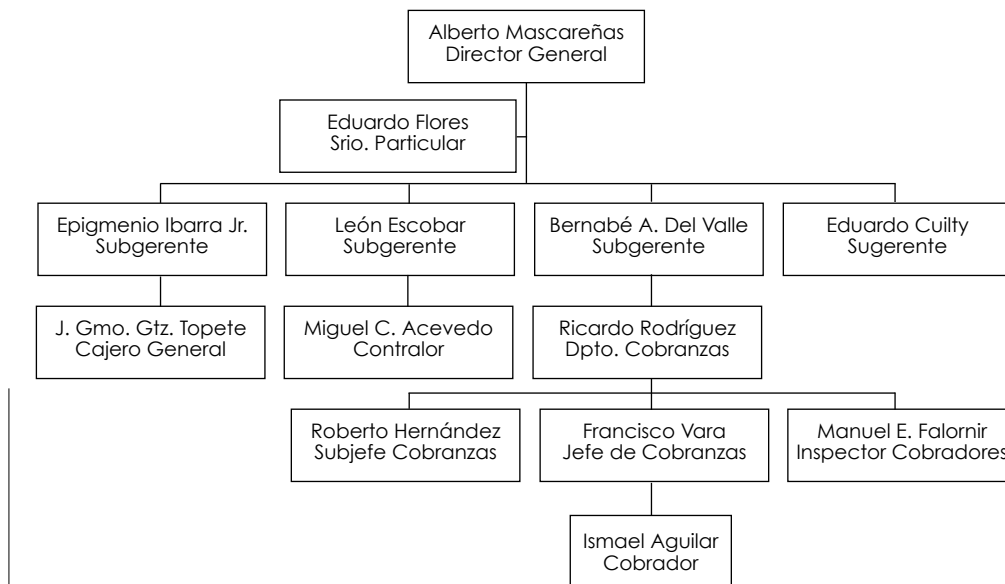 Alberto Mascareñas
Director General
Eduardo Flores
Srio. Particular
Epigmenio Ibarra Jr.
Subgerente
León Escobar
Subgerente
Bernabé A. Del Valle
Subgerente
Eduardo Cuilty
Sugerente
J. Gmo. Gtz. Topete
Cajero General
Miguel C. Acevedo
Contralor
Ricardo Rodríguez
Dpto. Cobranzas
Roberto Hernández
Subjefe Cobranzas
Francisco Vara
Jefe de Cobranzas
Manuel E. Falornir
Inspector Cobradores
Ismael Aguilar
Cobrador